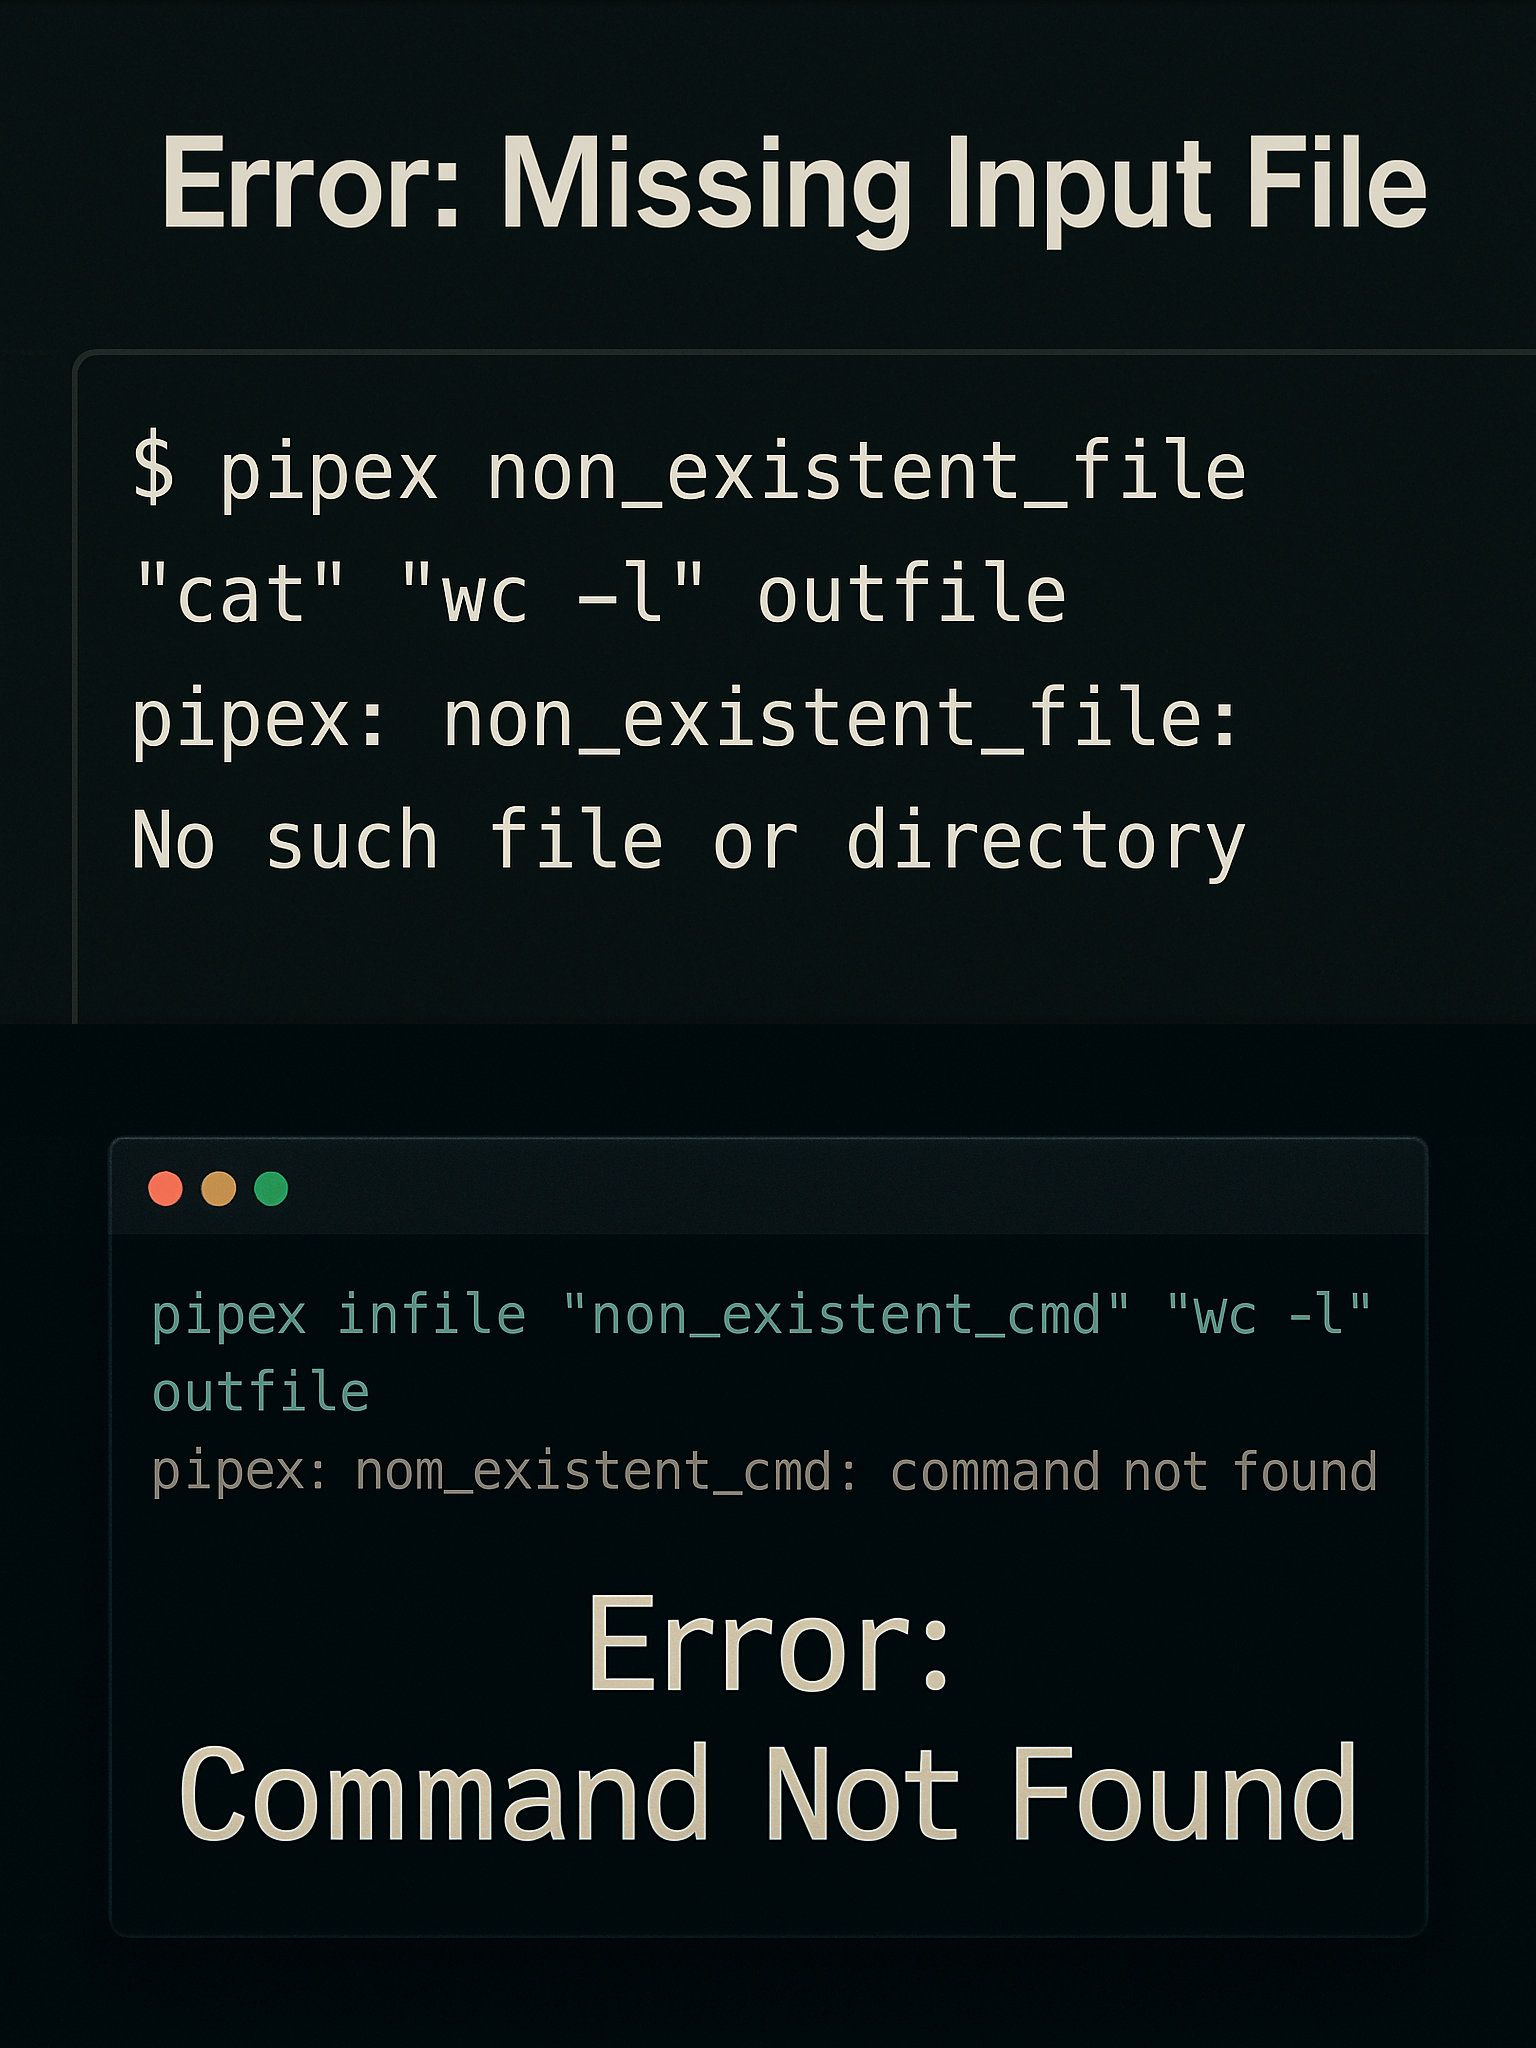 Error: Missing Input File
$ pipex non_existent_file
"cat" "wc -l" outfile
pipex: non_existent_file:
No such file or directory
pipex infile "non_existent_cmd" "wc -l"
outfile
pipex: nom_existent_cmd: command not found
Error:
Command Not Found